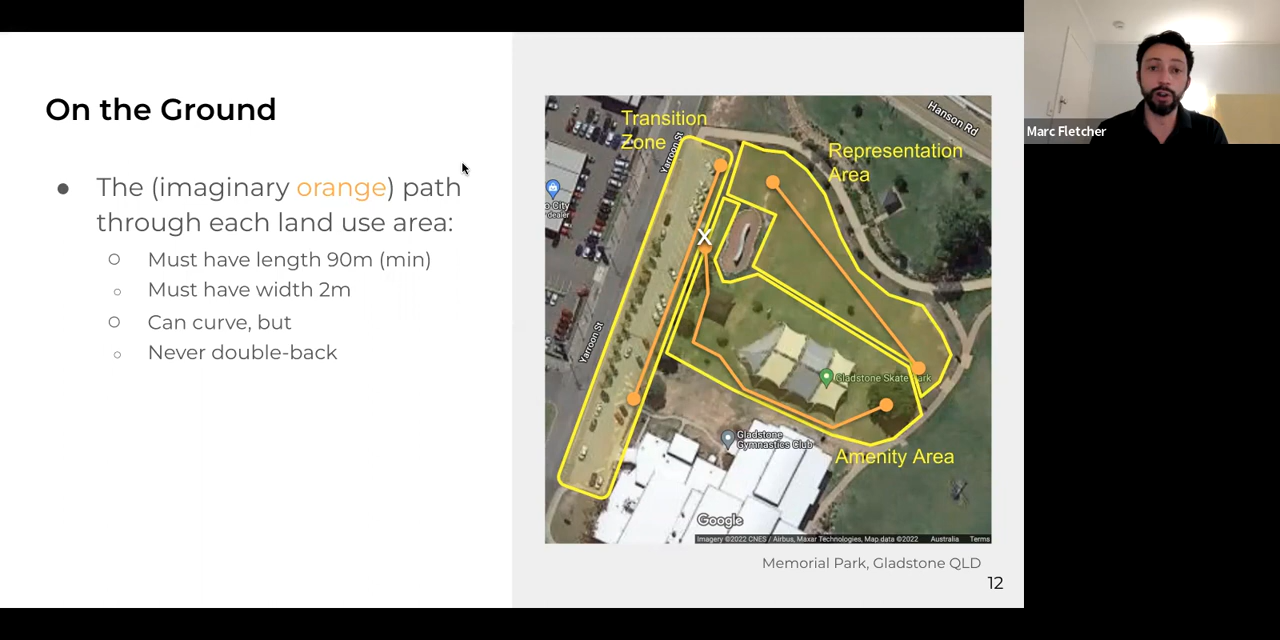 On the Ground
● The (imaginary orange) path
through each land use area:
○ Must have length 90m (min)
○ Must have width 2m
○ Can curve, but
○ Never double-back
Transition
Zone
Yarroon St
Hanson Rd
Representation
Area
o City
dealer
X
Yarroon St
Gladstone Skate Park
Gladstone
Gymnastics Club
Amenity Area
Google
Imagery ©2022 CNES / Airbus, Maxar Technologies, Map data ©2022 Australia Terms
Memorial Park, Gladstone QLD
12
Marc Fletcher